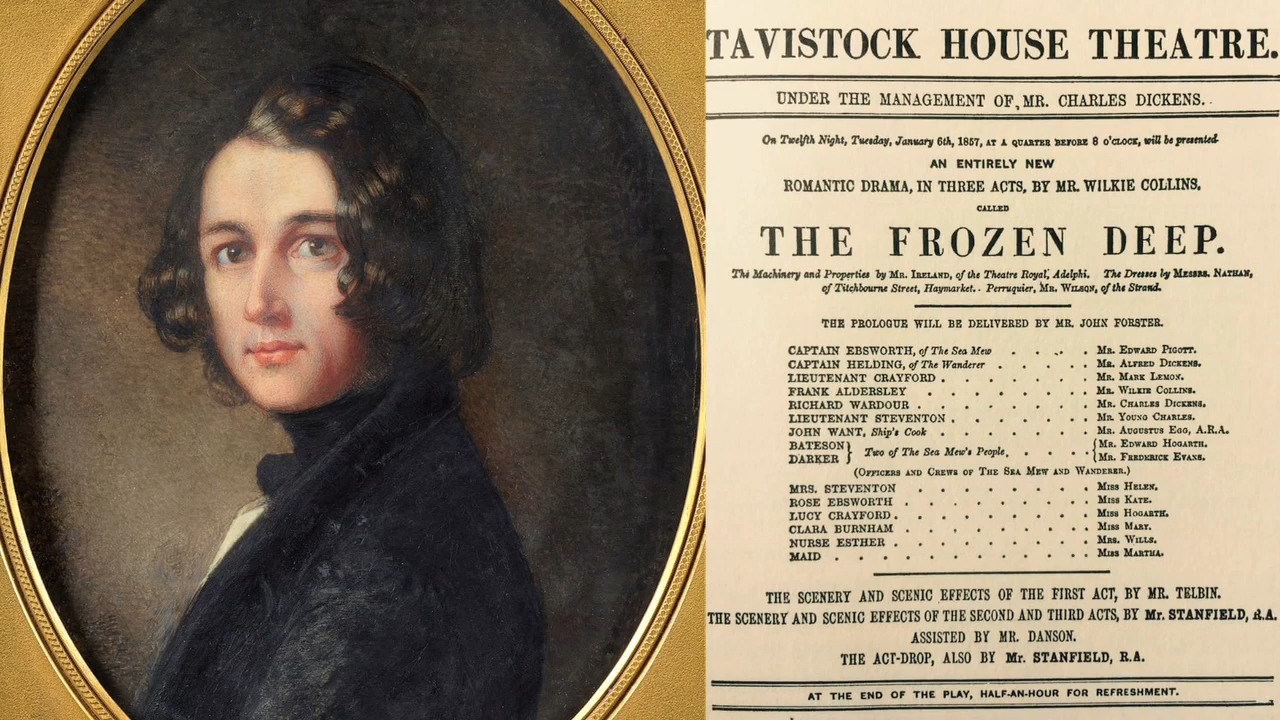 TAVISTOCK HOUSE THEATRE.
UNDER THE MANAGEMENT OF MR. CHARLES DICKENS.
On Twelfth Night, Tuesday, January 6th, 1857, AT A QUARTER BEFORE 8 O'CLOCK, will be presented
AN ENTIRELY NEW
ROMANTIC DRAMA, IN THREE ACTS, BY MR. WILKIE COLLINS,
CALLED
THE FROZEN DEEP.
The Machinery and Properties by MR. IRELAND, of the Theatre Royal, Adelphi. The Dresses by MESSRS. NATHAN,
of Titchbourne Street, Haymarket. Perruquier, MR. WILSON, of the Strand.
THE PROLOGUE WILL BE DELIVERED BY MR. JOHN FORSTER.
CAPTAIN EBSWORTH, of The Sea Mew . . . . . MR. EDWARD PIGOTT.
CAPTAIN HELDING, of The Wanderer . . . . . MR. ALFRED DICKENS.
LIEUTENANT CRAYFORD . . . . . . . MR. MARK LEMON.
FRANK ALDERSLEY . . . . . . . MR. WILKIE COLLINS.
RICHARD WARDOUR . . . . . . . . MR. CHARLES DICKENS.
LIEUTENANT STEVENTON . . . . . . . MR. YOUNG CHARLES.
JOHN WANT, Ship's Cook . . . . . . . MR. AUGUSTUS EGG, A.R.A.
BATESON } Two of The Sea Mew's People, . . . . { MR. EDWARD HOGARTH.
DARKER } { MR. FREDERICK EVANS.
(OFFICERS AND CREWS OF THE SEA MEW AND WANDERER.)
MRS. STEVENTON . . . . . . . MISS HELEN.
ROSE EBSWORTH . . . . . . . . MISS KATE.
LUCY CRAYFORD . . . . . . . . MISS HOGARTH.
CLARA BURNHAM . . . . . . . . MISS MARY.
NURSE ESTHER . . . . . . . . MRS. WILLS.
MAID . . . . . . . . . . MISS MARTHA.
THE SCENERY AND SCENIC EFFECTS OF THE FIRST ACT, BY MR. TELBIN.
THE SCENERY AND SCENIC EFFECTS OF THE SECOND AND THIRD ACTS, BY Mr. STANFIELD, R.A.
ASSISTED BY MR. DANSON.
THE ACT-DROP, ALSO BY Mr. STANFIELD, R.A.
AT THE END OF THE PLAY, HALF-AN-HOUR FOR REFRESHMENT.